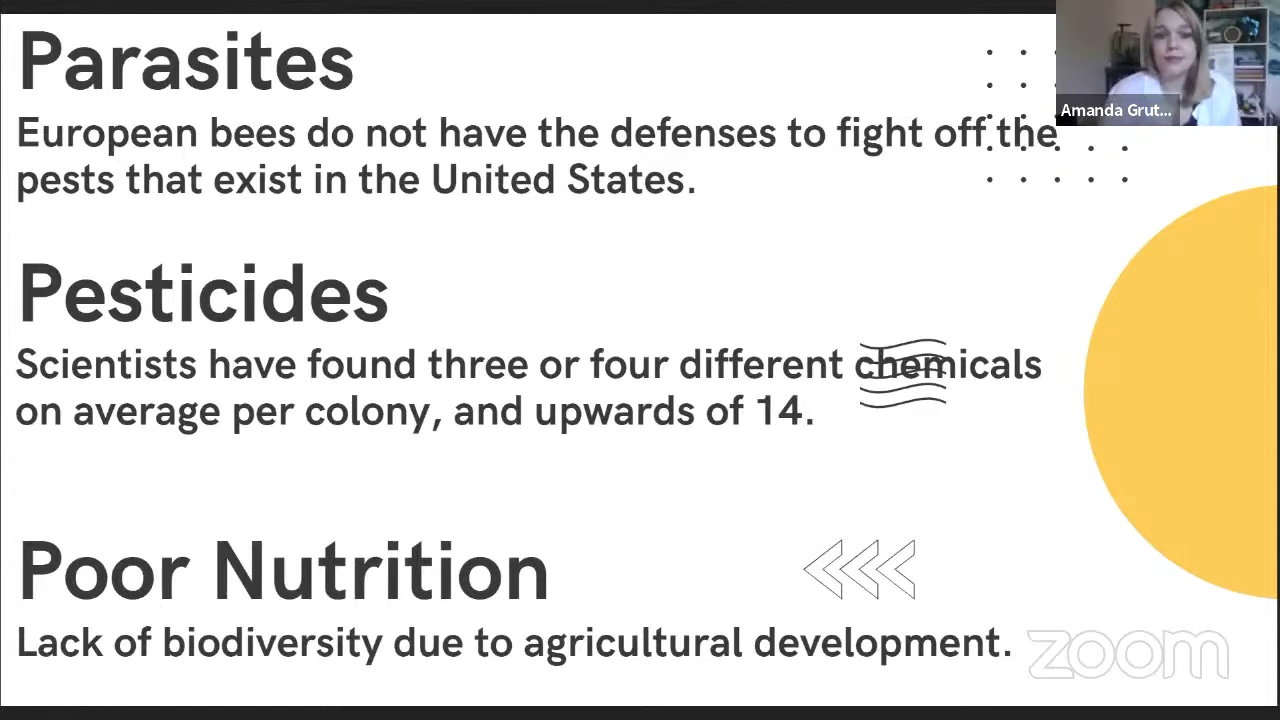 Parasites
Amanda Grut...
European bees do not have the defenses to fight off the
pests that exist in the United States.
Pesticides
Scientists have found three or four different chemicals
on average per colony, and upwards of 14.
Poor Nutrition
Lack of biodiversity due to agricultural development.
zoom